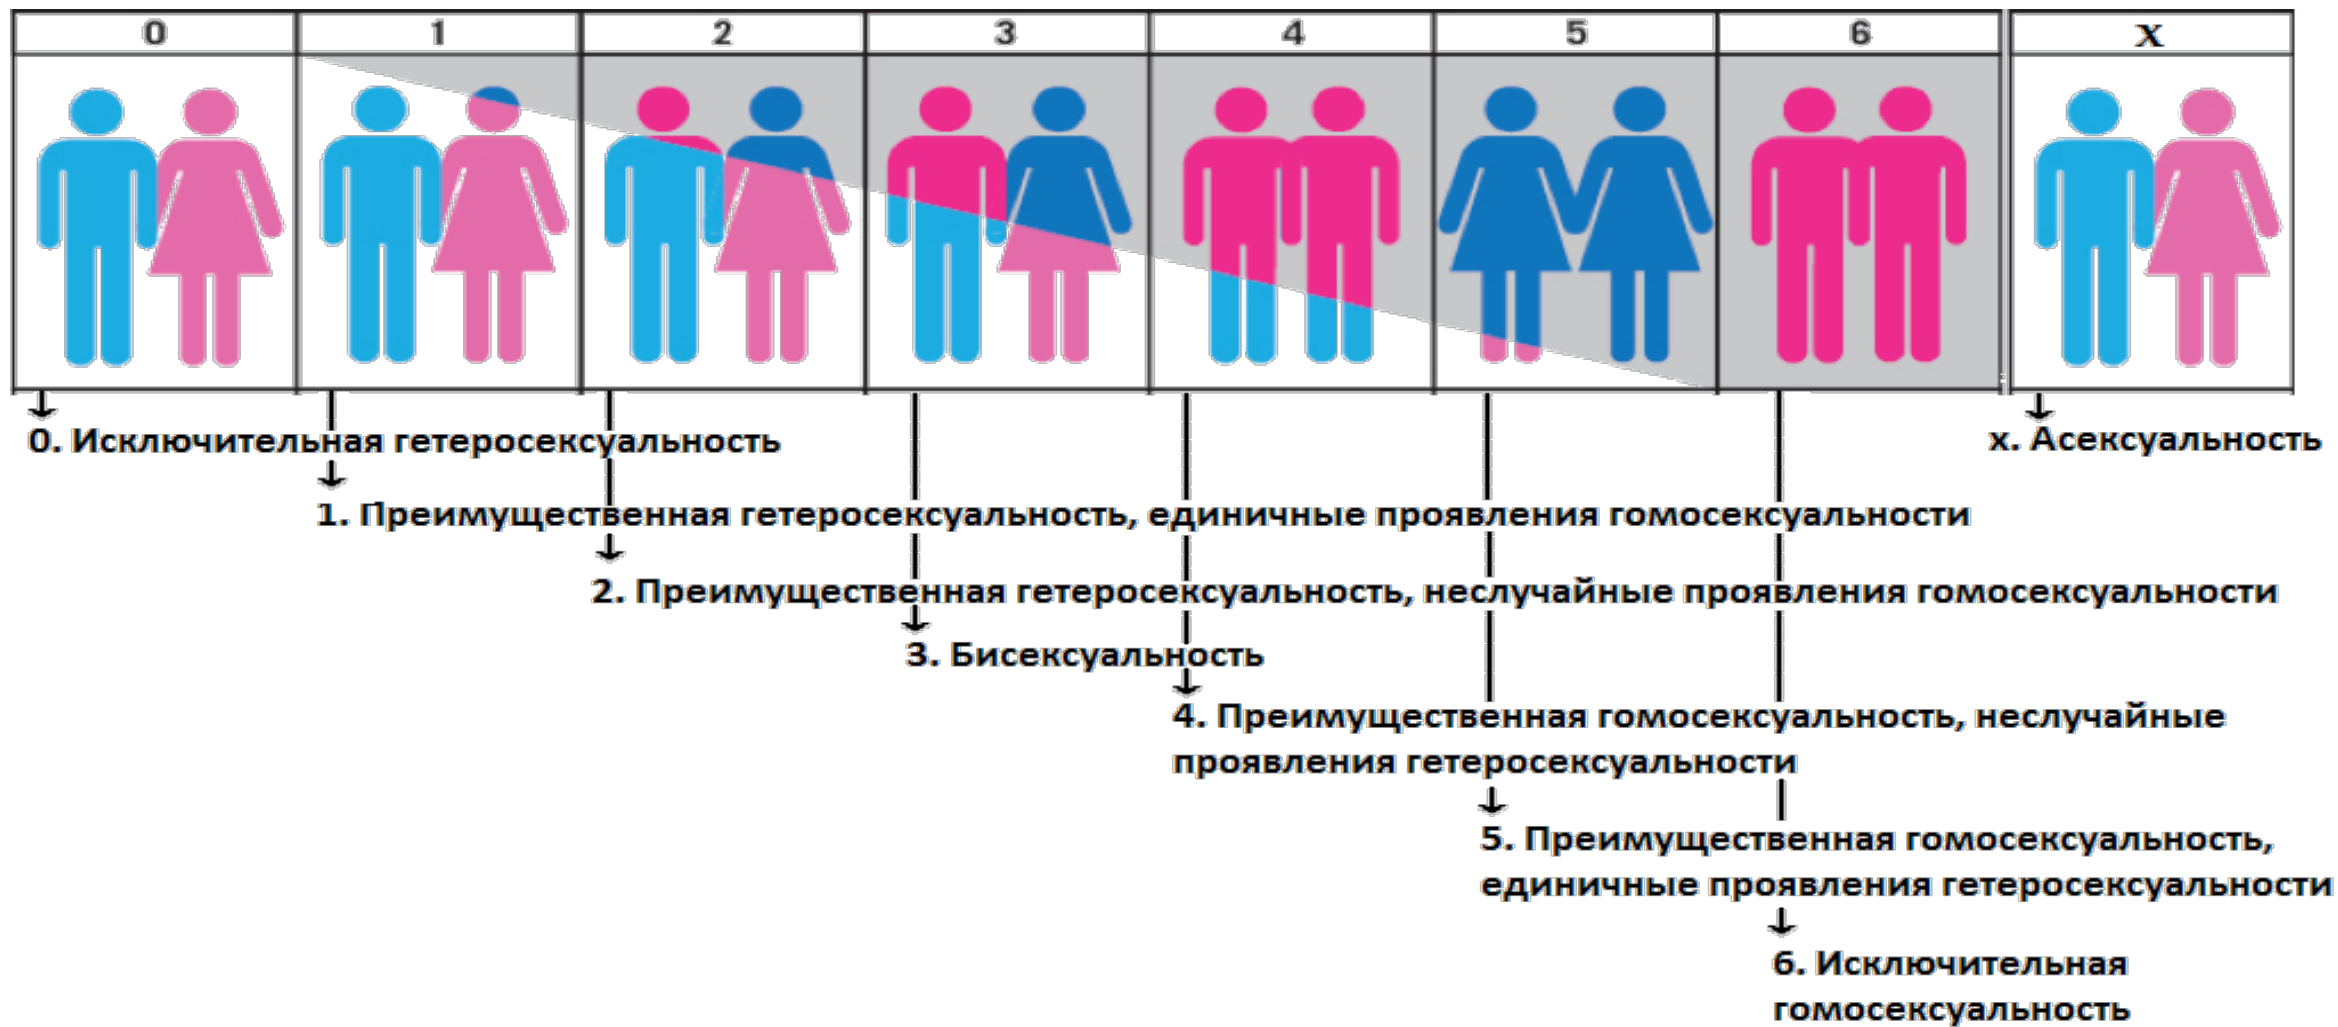 0 1 2 3 4 5 6 x
0. Исключительная гетеросексуальность
x. Асексуальность
1. Преимущественная гетеросексуальность, единичные проявления гомосексуальности
2. Преимущественная гетеросексуальность, неслучайные проявления гомосексуальности
3. Бисексуальность
4. Преимущественная гомосексуальность, неслучайные
проявления гетеросексуальности
5. Преимущественная гомосексуальность,
единичные проявления гетеросексуальности
6. Исключительная
гомосексуальность